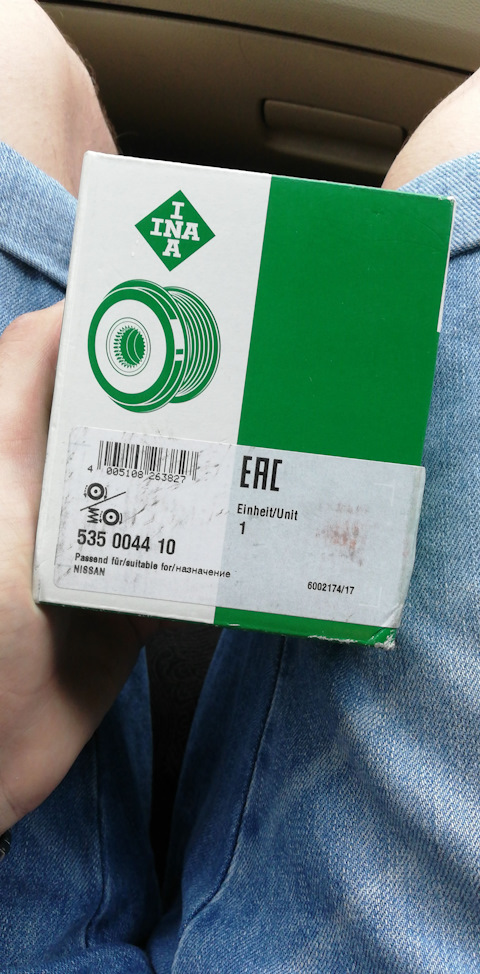 I
INA
A
4 005108 263827
EAC
Einheit/Unit
1
535 0044 10
Passend für/suitable for/назначение
NISSAN
6002174/17